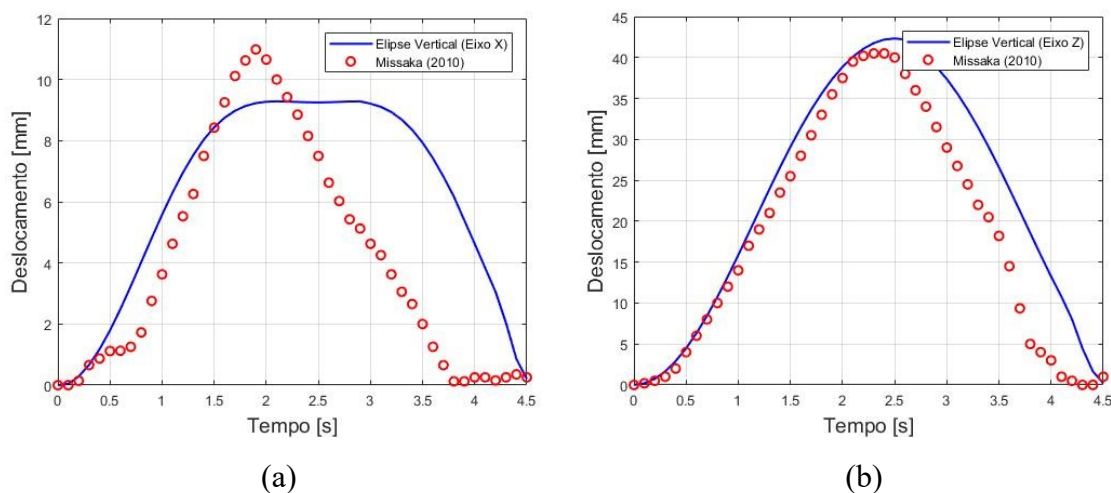 12
10
8
6
4
2
0
Deslocamento [mm]
Elipse Vertical (Eixo X)
Missaka (2010)
0 0.5 1 1.5 2 2.5 3 3.5 4 4.5
Tempo [s]
(a)
45
40
35
30
25
20
15
10
5
0
Deslocamento [mm]
Elipse Vertical (Eixo Z)
Missaka (2010)
0 0.5 1 1.5 2 2.5 3 3.5 4 4.5
Tempo [s]
(b)